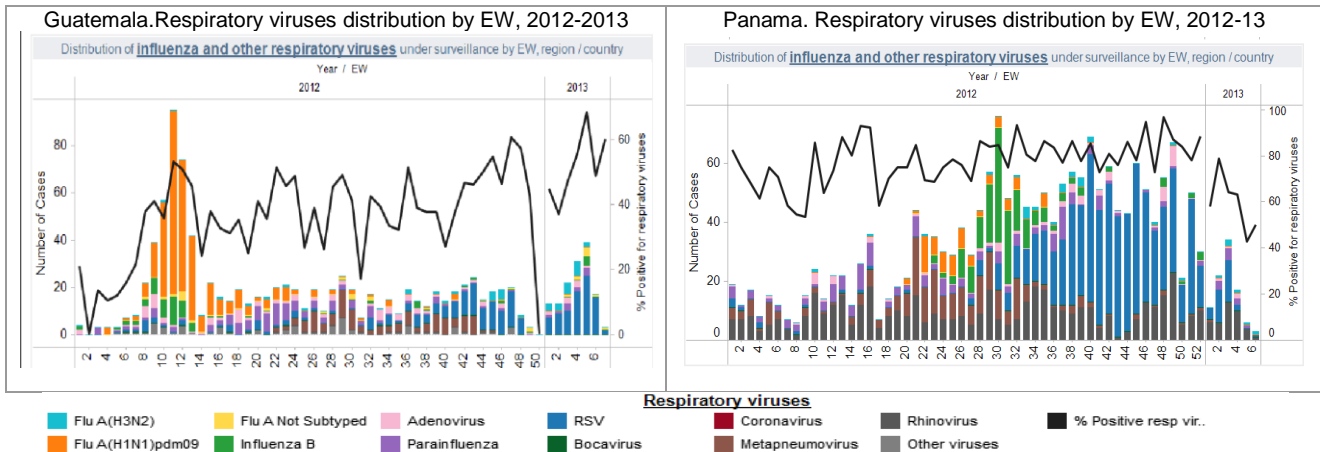 Guatemala.Respiratory viruses distribution by EW, 2012-2013
Distribution of influenza and other respiratory viruses under surveillance by EW, region / country
Year / EW
2012 2013
Number of Cases
80
60
40
20
0
% Positive for respiratory viruses
60
40
20
0
2 4 6 8 10 12 14 16 18 20 22 24 26 28 30 32 34 36 38 40 42 44 46 48 50 2 4 6
Panama. Respiratory viruses distribution by EW, 2012-13
Distribution of influenza and other respiratory viruses under surveillance by EW, region / country
Year / EW
2012 2013
Number of Cases
60
40
20
0
% Positive for respiratory viruses
100
80
60
40
20
0
2 4 6 8 10 12 14 16 18 20 22 24 26 28 30 32 34 36 38 40 42 44 46 48 50 52 2 4 6
Respiratory viruses
Flu A(H3N2) Flu A Not Subtyped Adenovirus RSV Coronavirus Rhinovirus % Positive resp vir..
Flu A(H1N1)pdm09 Influenza B Parainfluenza Bocavirus Metapneumovirus Other viruses